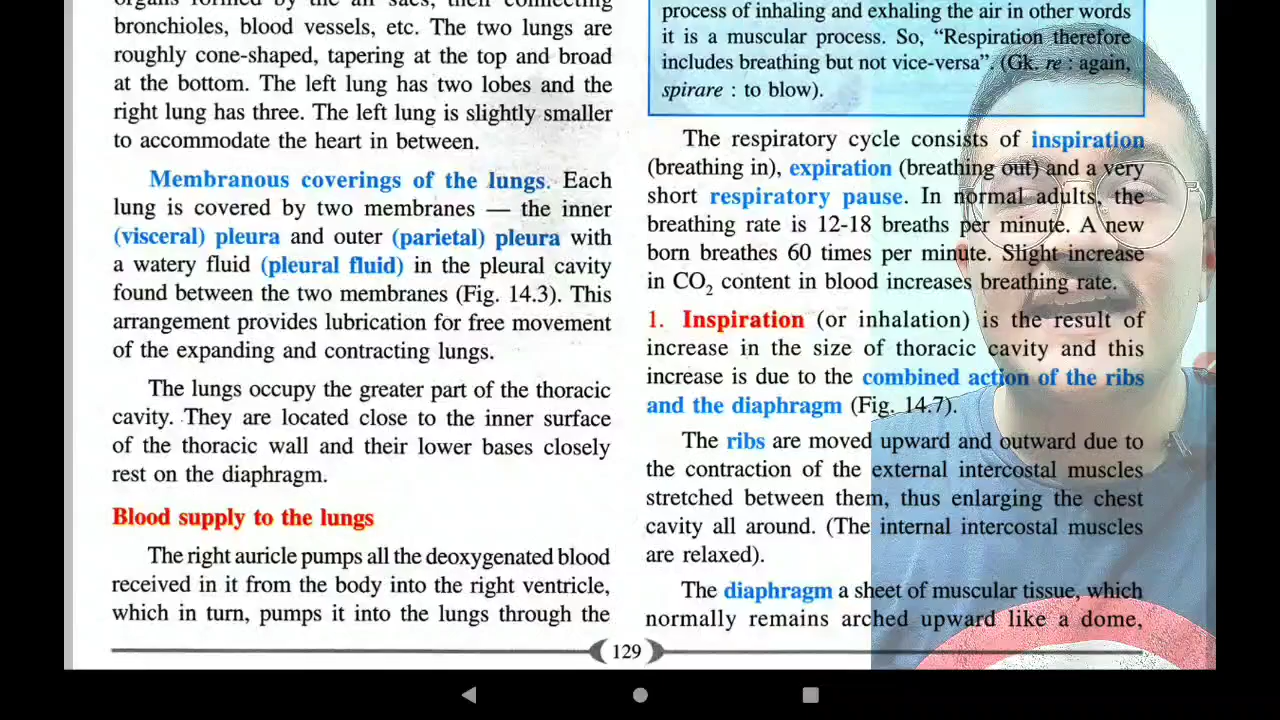 organs formed by the air sacs, their connecting
bronchioles, blood vessels, etc. The two lungs are
roughly cone-shaped, tapering at the top and broad
at the bottom. The left lung has two lobes and the
right lung has three. The left lung is slightly smaller
to accommodate the heart in between.
Membranous coverings of the lungs. Each
lung is covered by two membranes — the inner
(visceral) pleura and outer (parietal) pleura with
a watery fluid (pleural fluid) in the pleural cavity
found between the two membranes (Fig. 14.3). This
arrangement provides lubrication for free movement
of the expanding and contracting lungs.
The lungs occupy the greater part of the thoracic
cavity. They are located close to the inner surface
of the thoracic wall and their lower bases closely
rest on the diaphragm.
Blood supply to the lungs
The right auricle pumps all the deoxygenated blood
received in it from the body into the right ventricle,
which in turn, pumps it into the lungs through the
process of inhaling and exhaling the air in other words
it is a muscular process. So, “Respiration therefore
includes breathing but not vice-versa”. (Gk. re : again,
spirare : to blow).
The respiratory cycle consists of inspiration
(breathing in), expiration (breathing out) and a very
short respiratory pause. In normal adults, the
breathing rate is 12-18 breaths per minute. A new
born breathes 60 times per minute. Slight increase
in CO₂ content in blood increases breathing rate.
1. Inspiration (or inhalation) is the result of
increase in the size of thoracic cavity and this
increase is due to the combined action of the ribs
and the diaphragm (Fig. 14.7).
The ribs are moved upward and outward due to
the contraction of the external intercostal muscles
stretched between them, thus enlarging the chest
cavity all around. (The internal intercostal muscles
are relaxed).
The diaphragm a sheet of muscular tissue, which
normally remains arched upward like a dome,
129